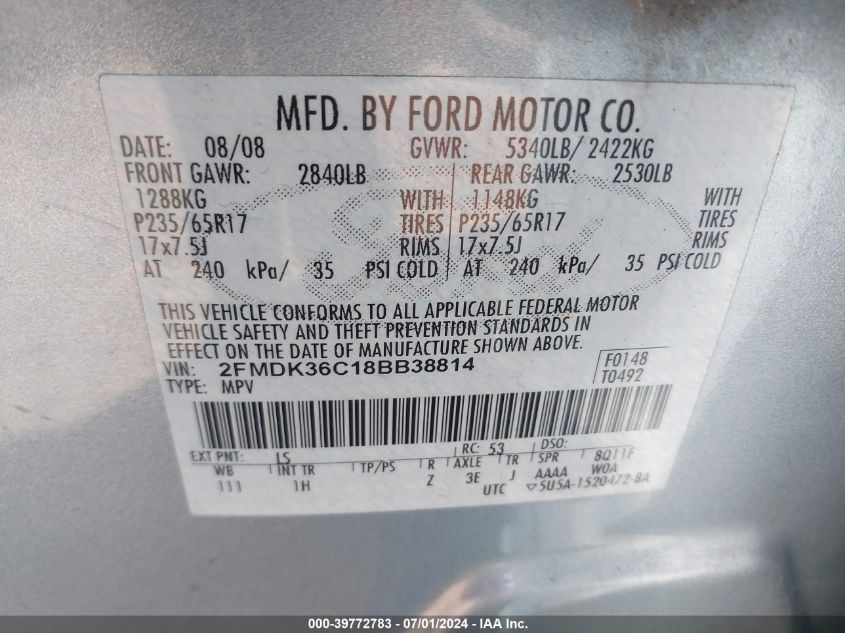 MFD. BY FORD MOTOR CO.
DATE: 08/08 GVWR: 5340LB/ 2422KG
FRONT GAWR: 2840LB REAR GAWR: 2530LB
1288KG WITH 1148KG WITH
P235/65R17 TIRES P235/65R17 TIRES
17x7.5J RIMS 17x7.5J RIMS
AT 240 kPa/ 35 PSI COLD AT 240 kPa/ 35 PSI COLD
THIS VEHICLE CONFORMS TO ALL APPLICABLE FEDERAL MOTOR
VEHICLE SAFETY AND THEFT PREVENTION STANDARDS IN
EFFECT ON THE DATE OF MANUFACTURE SHOWN ABOVE.
VIN: 2FMDK36C18BB38814 F0148
TYPE: MPV T0492
EXT PNT: LS RC: 53 DSO:
WB INT TR TP/PS R AXLE TR SPR 8Q11F
111 1H Z 3E J AAAA WOA
UTC ▽5U5A-1520472-BA
000-39772783 - 07/01/2024 - IAA Inc.